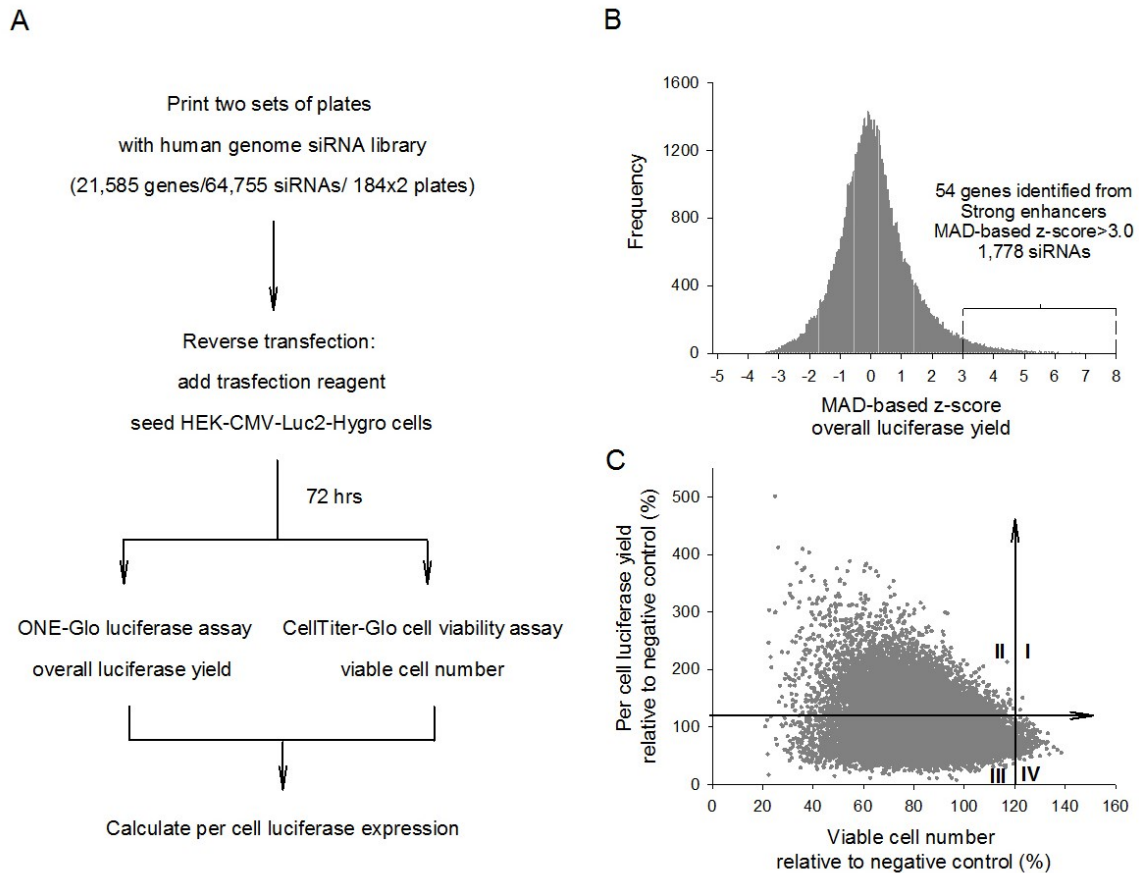 A
Print two sets of plates
with human genome siRNA library
(21,585 genes/64,755 siRNAs/ 184x2 plates)
Reverse transfection:
add trasfection reagent
seed HEK-CMV-Luc2-Hygro cells
72 hrs
ONE-Glo luciferase assay
overall luciferase yield
CellTiter-Glo cell viability assay
viable cell number
Calculate per cell luciferase expression
B
Frequency
1600
1200
800
400
0
54 genes identified from
Strong enhancers
MAD-based z-score>3.0
1,778 siRNAs
-5 -4 -3 -2 -1 0 1 2 3 4 5 6 7 8
MAD-based z-score
overall luciferase yield
C
Per cell luciferase yield
relative to negative control (%)
500
400
300
200
100
0
II I
III IV
0 20 40 60 80 100 120 140 160
Viable cell number
relative to negative control (%)